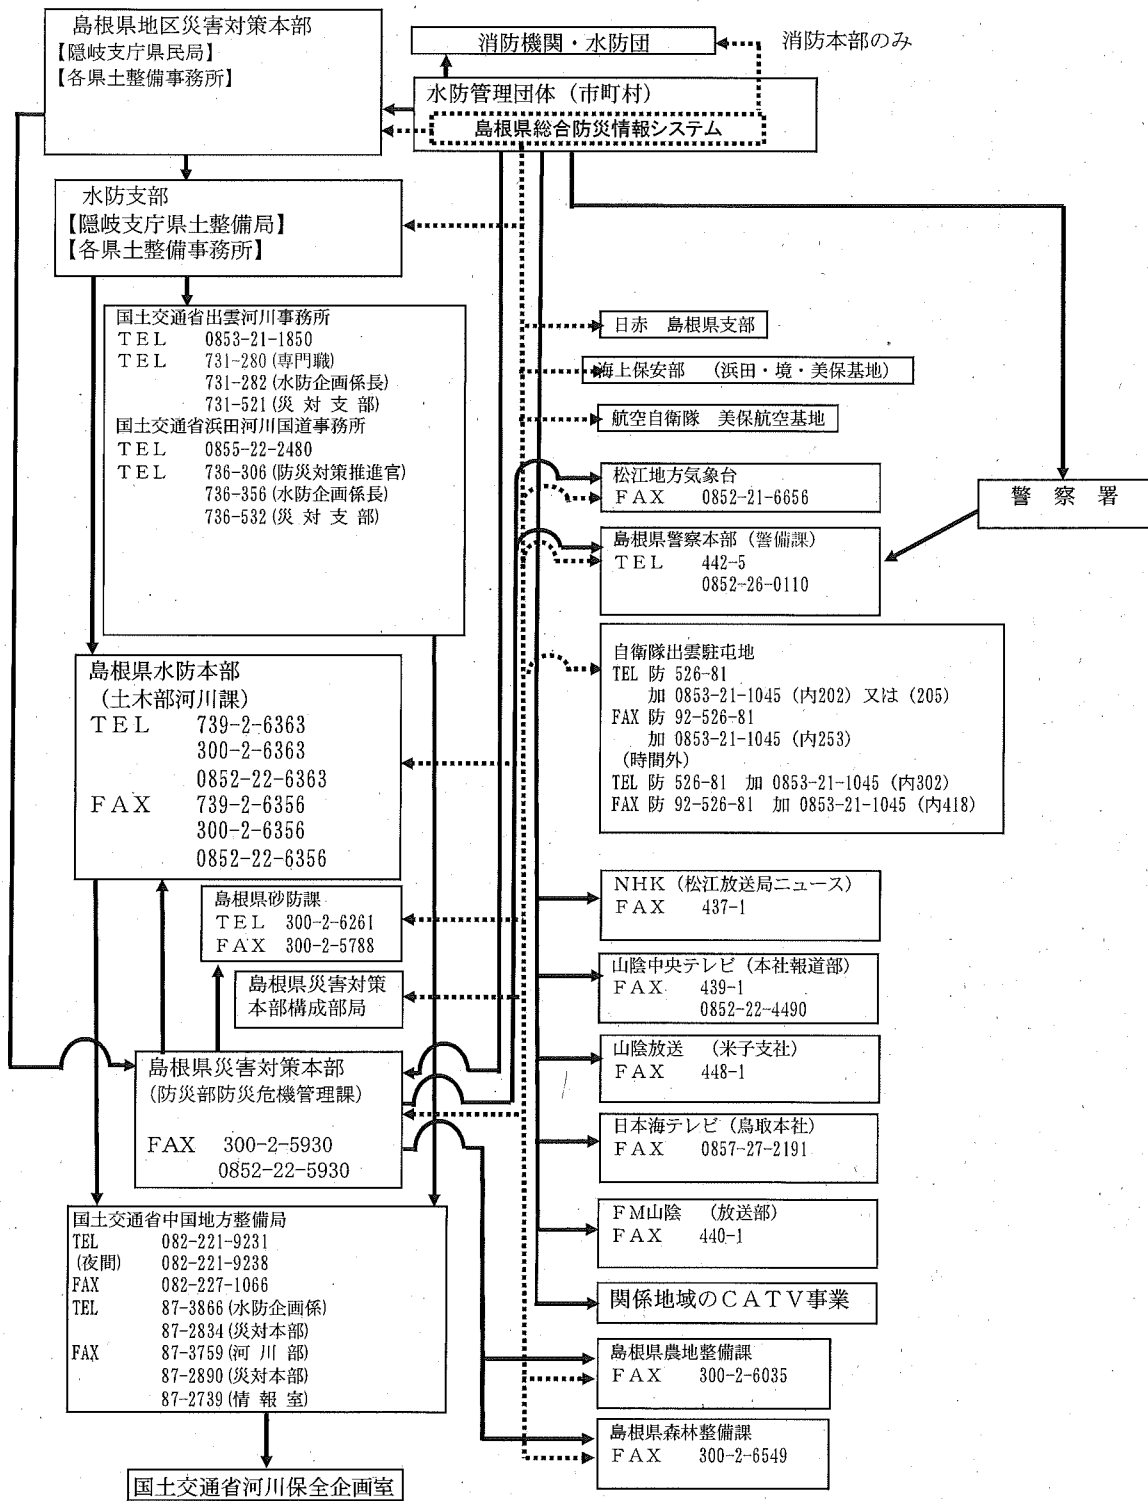 島根県地区災害対策本部
【隠岐支庁県民局】
【各県土整備事務所】
消防機関・水防団
消防本部のみ
水防管理団体（市町村）
島根県総合防災情報システム
水防支部
【隠岐支庁県土整備局】
【各県土整備事務所】
国土交通省出雲河川事務所
ＴＥＬ 0853-21-1850
ＴＥＬ 731-280(専門職)
731-282(水防企画係長)
731-521(災 対 支 部)
国土交通省浜田河川国道事務所
ＴＥＬ 0855-22-2480
ＴＥＬ 736-306(防災対策推進官)
736-356(水防企画係長)
736-532(災 対 支 部)
日赤 島根県支部
海上保安部 （浜田・境・美保基地）
航空自衛隊 美保航空基地
松江地方気象台
ＦＡＸ 0852-21-6656
警 察 署
島根県警察本部（警備課）
ＴＥＬ 442-5
0852-26-0110
自衛隊出雲駐屯地
TEL 防 526-81
加 0853-21-1045（内202）又は（205）
FAX 防 92-526-81
加 0853-21-1045（内253）
（時間外）
TEL 防 526-81 加 0853-21-1045（内302）
FAX 防 92-526-81 加 0853-21-1045（内418）
島根県水防本部
（土木部河川課）
ＴＥＬ 739-2-6363
300-2-6363
0852-22-6363
ＦＡＸ 739-2-6356
300-2-6356
0852-22-6356
島根県砂防課
ＴＥＬ 300-2-6261
ＦＡＸ 300-2-5788
島根県災害対策
本部構成部局
島根県災害対策本部
(防災部防災危機管理課)
ＦＡＸ 300-2-5930
0852-22-5930
ＮＨＫ（松江放送局ニュース）
ＦＡＸ 437-1
山陰中央テレビ（本社報道部）
ＦＡＸ 439-1
0852-22-4490
山陰放送 （米子支社）
ＦＡＸ 448-1
日本海テレビ（鳥取本社）
ＦＡＸ 0857-27-2191
ＦＭ山陰 （放送部）
ＦＡＸ 440-1
関係地域のＣＡＴＶ事業
島根県農地整備課
ＦＡＸ 300-2-6035
島根県森林整備課
ＦＡＸ 300-2-6549
国土交通省中国地方整備局
TEL 082-221-9231
(夜間) 082-221-9238
FAX 082-227-1066
TEL 87-3866(水防企画係)
87-2834(災対本部)
FAX 87-3759(河 川 部)
87-2890(災対本部)
87-2739(情 報 室)
国土交通省河川保全企画室